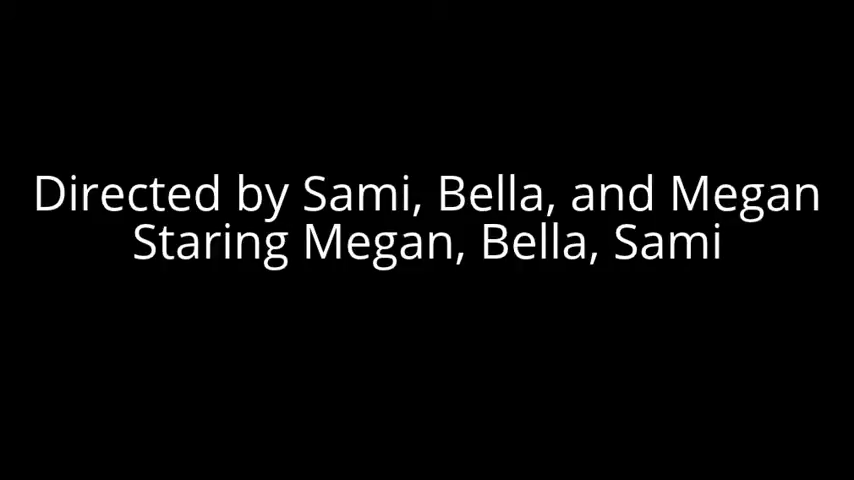 Directed by Sami, Bella, and Megan
Staring Megan, Bella, Sami